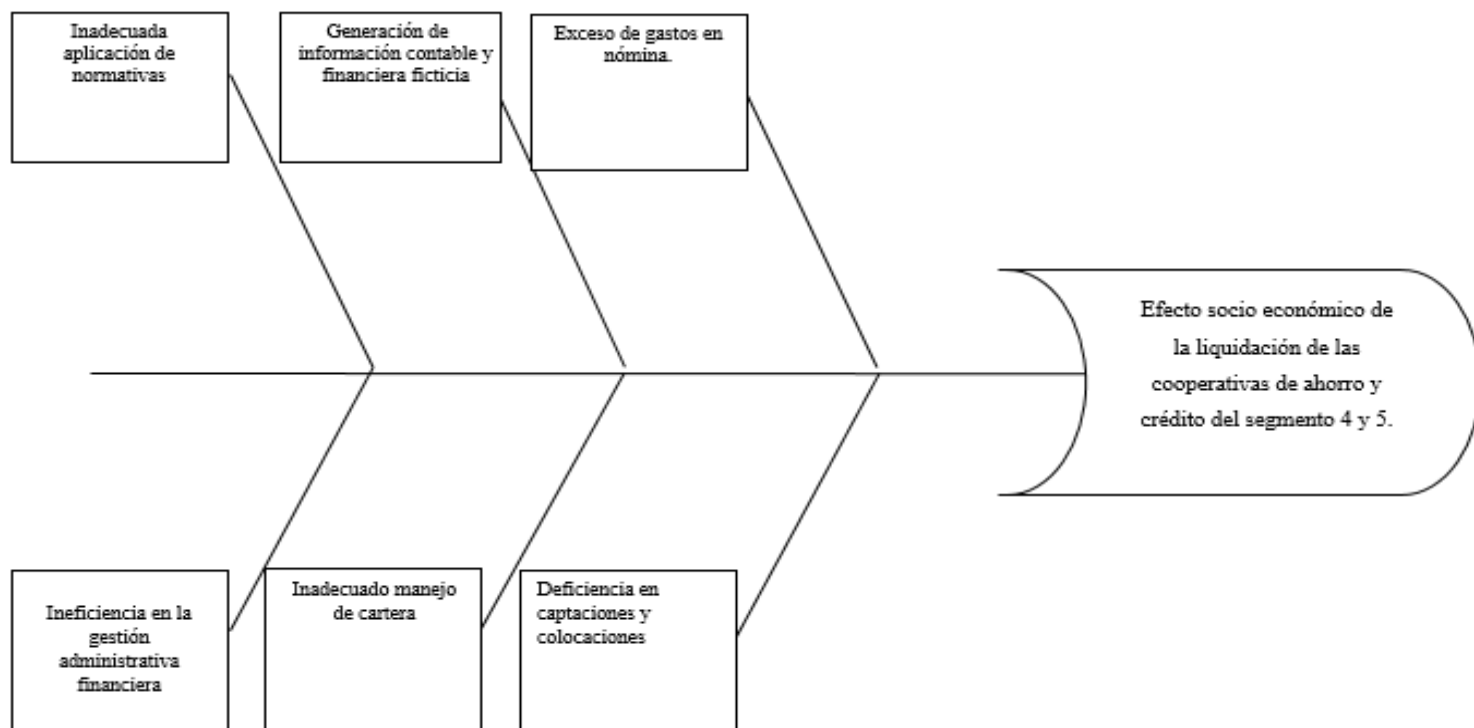 Inadecuada
aplicación de
normativas
Generación de
información contable y
financiera ficticia
Exceso de gastos en
nómina.
Efecto socio económico de
la liquidación de las
cooperativas de ahorro y
crédito del segmento 4 y 5.
Ineficiencia en la
gestión
administrativa
financiera
Inadecuado manejo
de cartera
Deficiencia en
captaciones y
colocaciones